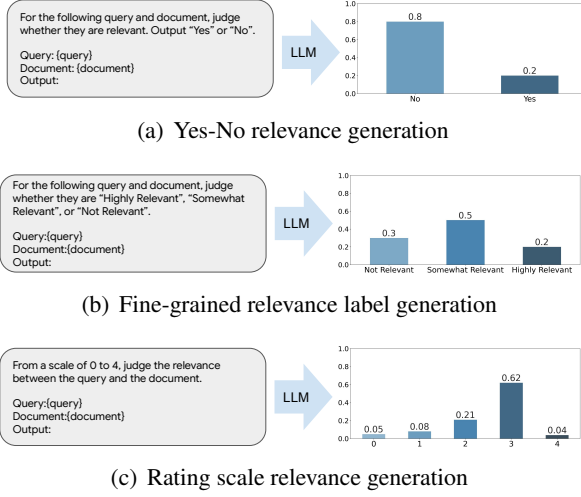 For the following query and document, judge
whether they are relevant. Output “Yes” or “No”.
Query: {query}
Document: {document}
Output:
LLM
1.0
0.8
0.6
0.4
0.2
0.0
0.8
0.2
No Yes
(a) Yes-No relevance generation
For the following query and document, judge
whether they are “Highly Relevant”, “Somewhat
Relevant”, or “Not Relevant”.
Query:{query}
Document:{document}
Output:
LLM
1.0
0.8
0.6
0.4
0.2
0.0
0.3
0.5
0.2
Not Relevant Somewhat Relevant Highly Relevant
(b) Fine-grained relevance label generation
From a scale of 0 to 4, judge the relevance
between the query and the document.
Query:{query}
Document:{document}
Output:
LLM
1.0
0.8
0.6
0.4
0.2
0.0
0.05
0.08
0.21
0.62
0.04
0 1 2 3 4
(c) Rating scale relevance generation